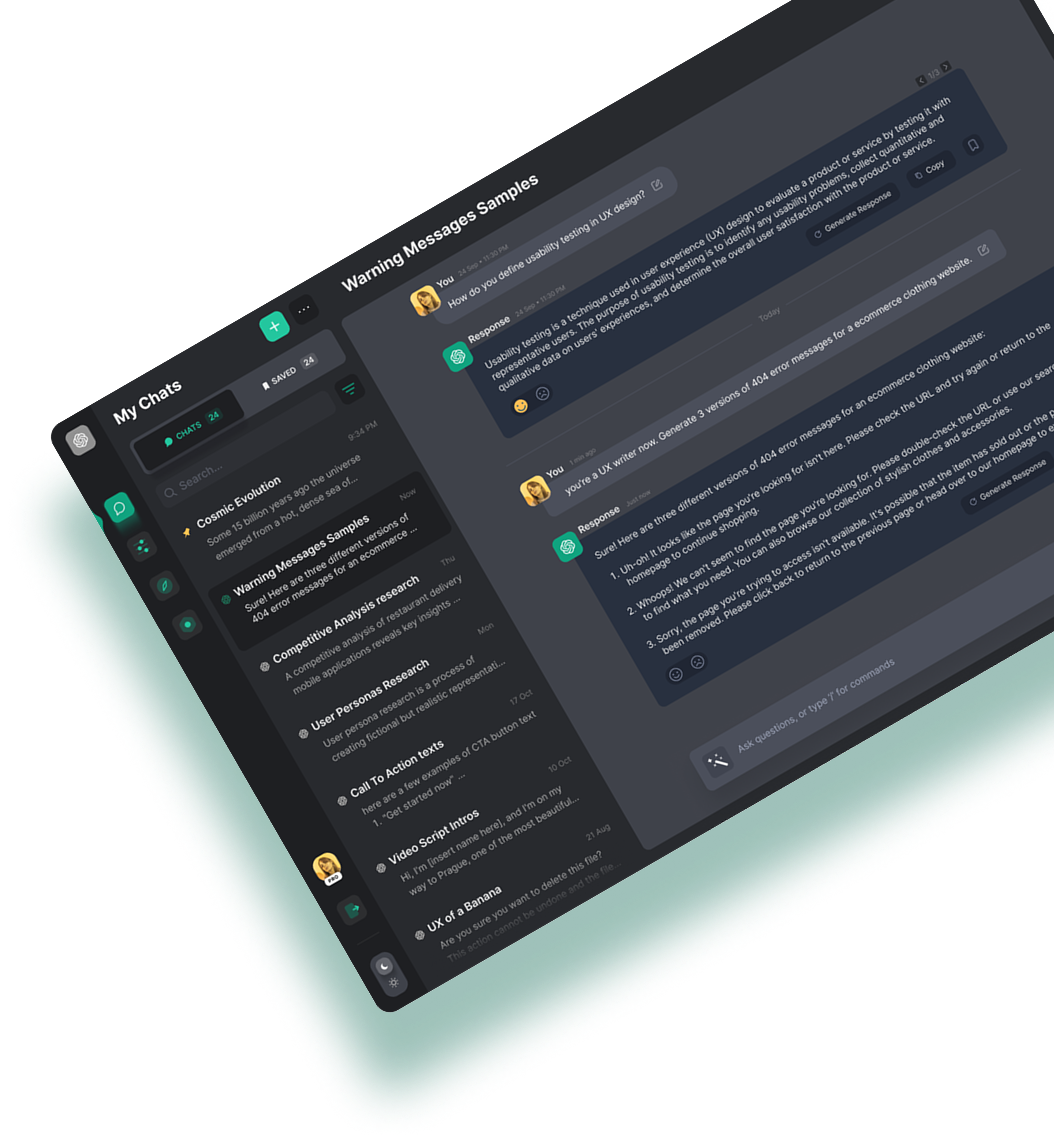 My Chats
CHATS 24
SAVED 24
Search...
9:34 PM
Cosmic Evolution
Some 15 billion years ago the universe
emerged from a hot, dense sea of...
Now
Warning Messages Samples
Sure! Here are three different versions of
404 error messages for an ecommerce ...
Thu
Competitive Analysis research
A competitive analysis of restaurant delivery
mobile applications reveals key insights ...
Mon
User Personas Research
User persona research is a process of
creating fictional but realistic representati...
17 Oct
Call To Action texts
here are a few examples of CTA button text
1. "Get started now" ...
10 Oct
Video Script Intros
Hi, I'm [insert name here], and I'm on my
way to Prague, one of the most beautiful...
21 Aug
UX of a Banana
Are you sure you want to delete this file?
This action cannot be undone and the file...
PRO
Warning Messages Samples
You 24 Sep • 11:30 PM
How do you define usability testing in UX design?
1/3
Response 24 Sep • 11:30 PM
Usability testing is a technique used in user experience (UX) design to evaluate a product or service by testing it with
representative users. The purpose of usability testing is to identify any usability problems, collect quantitative and
qualitative data on users' experiences, and determine the overall user satisfaction with the product or service.
Generate Response
Copy
Today
You 1 min ago
you're a UX writer now. Generate 3 versions of 404 error messages for a ecommerce clothing website.
Response Just now
Sure! Here are three different versions of 404 error messages for an ecommerce clothing website:
1. Uh-oh! It looks like the page you're looking for isn't here. Please check the URL and try again or return to the
homepage to continue shopping.
2. Whoops! We can't seem to find the page you're looking for. Please double-check the URL or use our
to find what you need. You can also browse our collection of stylish clothes and accessories.
3. Sorry, the page you're trying to access isn't available. It's possible that the item has sold out or the
been removed. Please click back to return to the previous page or head over to our homepage to
Generate Response
Ask questions, or type '/' for commands